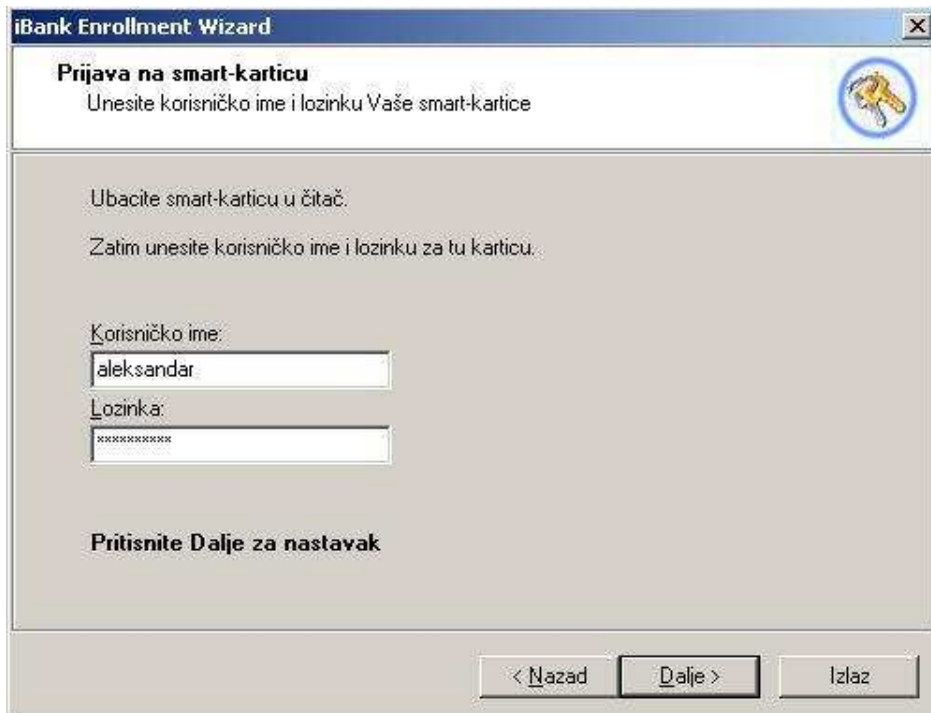 iBank Enrollment Wizard
Prijava na smart-karticu
Unesite korisničko ime i lozinku Vaše smart-kartice
Ubacite smart-karticu u čitač.
Zatim unesite korisničko ime i lozinku za tu karticu.
Korisničko ime:
aleksandar
Lozinka:
**********
Pritisnite Dalje za nastavak
< Nazad Dalje > Izlaz